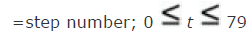 =step number; 0 ≤ t ≤ 79